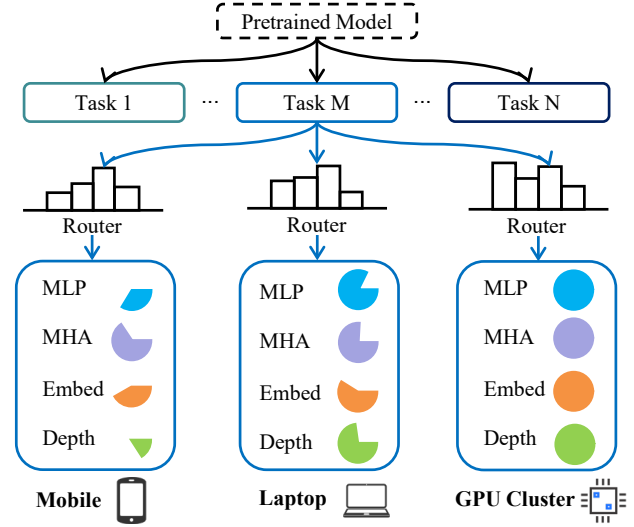 Pretrained Model
Task 1 ... Task M ... Task N
Router Router Router
MLP MLP MLP
MHA MHA MHA
Embed Embed Embed
Depth Depth Depth
Mobile Laptop GPU Cluster